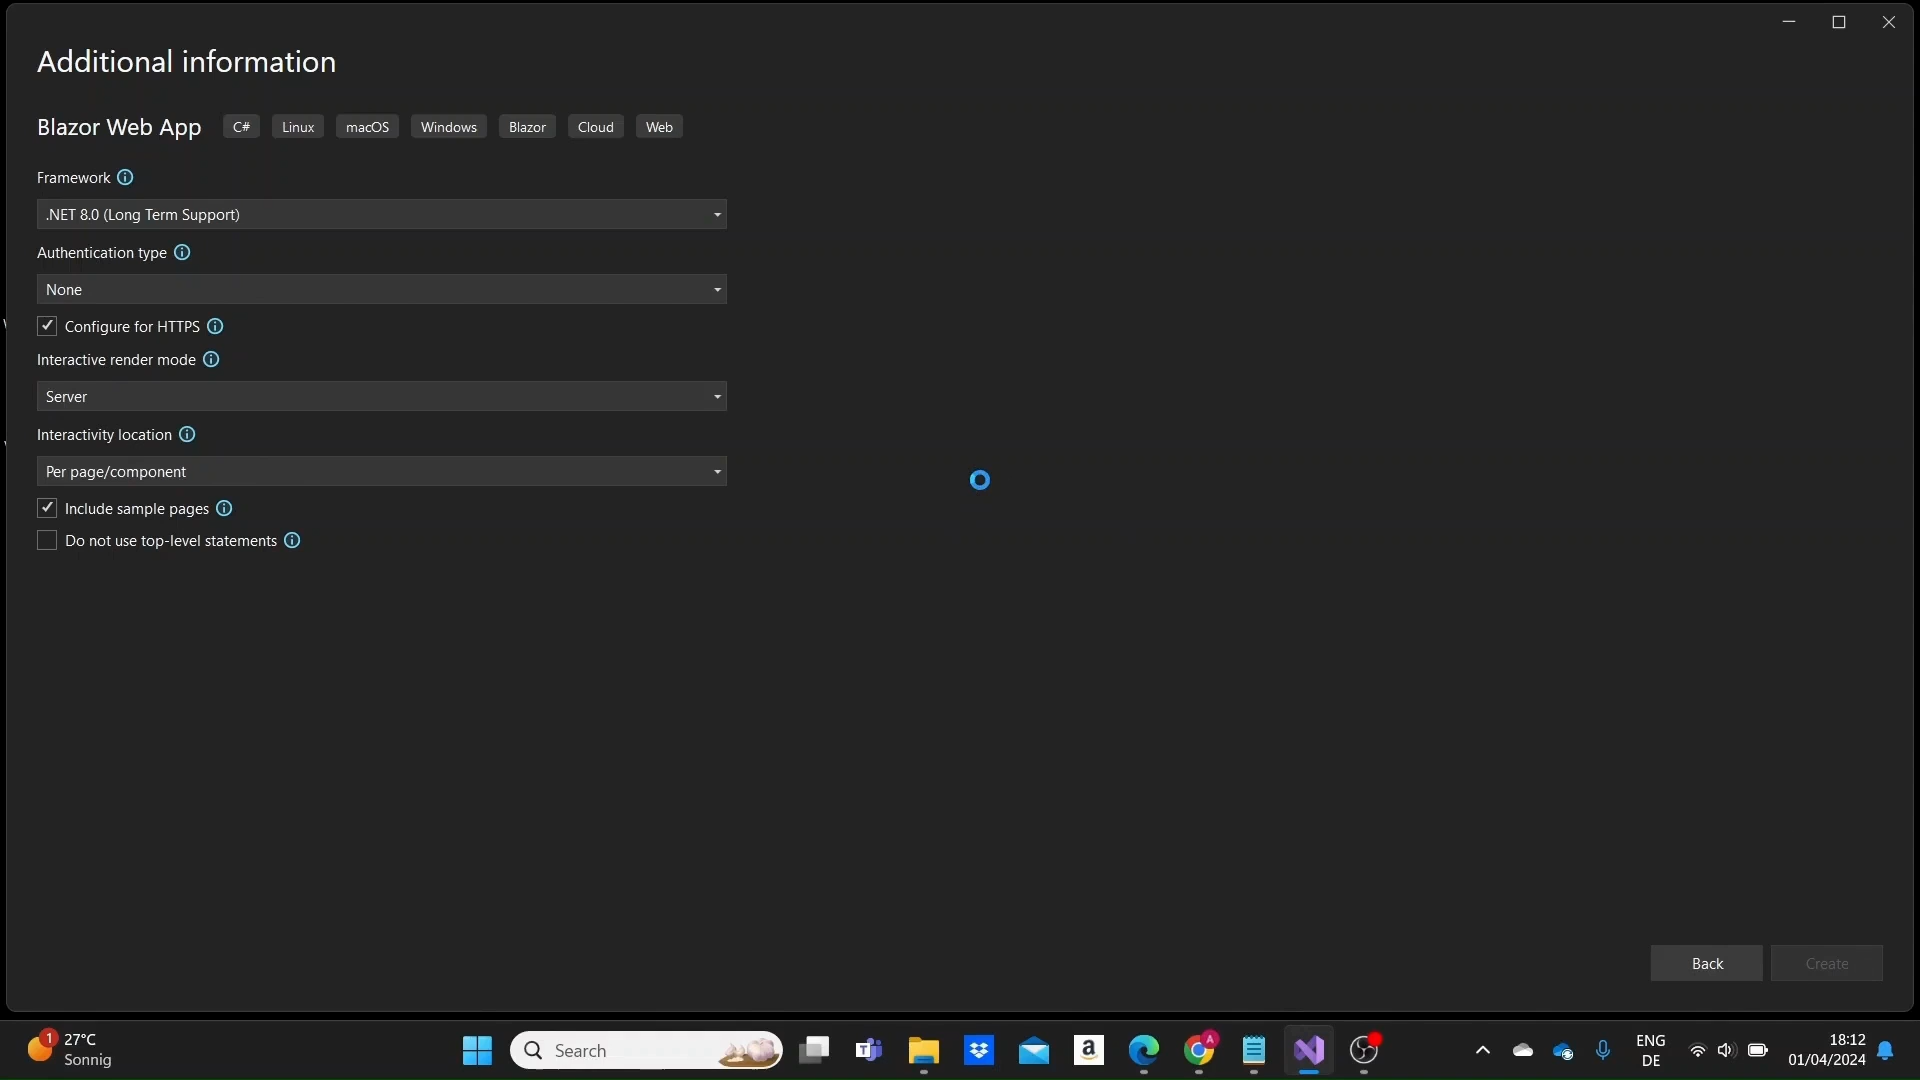 Additional information
Blazor Web App C# Linux macOS Windows Blazor Cloud Web
Framework
.NET 8.0 (Long Term Support)
Authentication type
None
Configure for HTTPS
Interactive render mode
Server
Interactivity location
Per page/component
Include sample pages
Do not use top-level statements
Back Create
1 27°C
Sonnig
Search
T
a
A
ENG
DE
18:12
01/04/2024